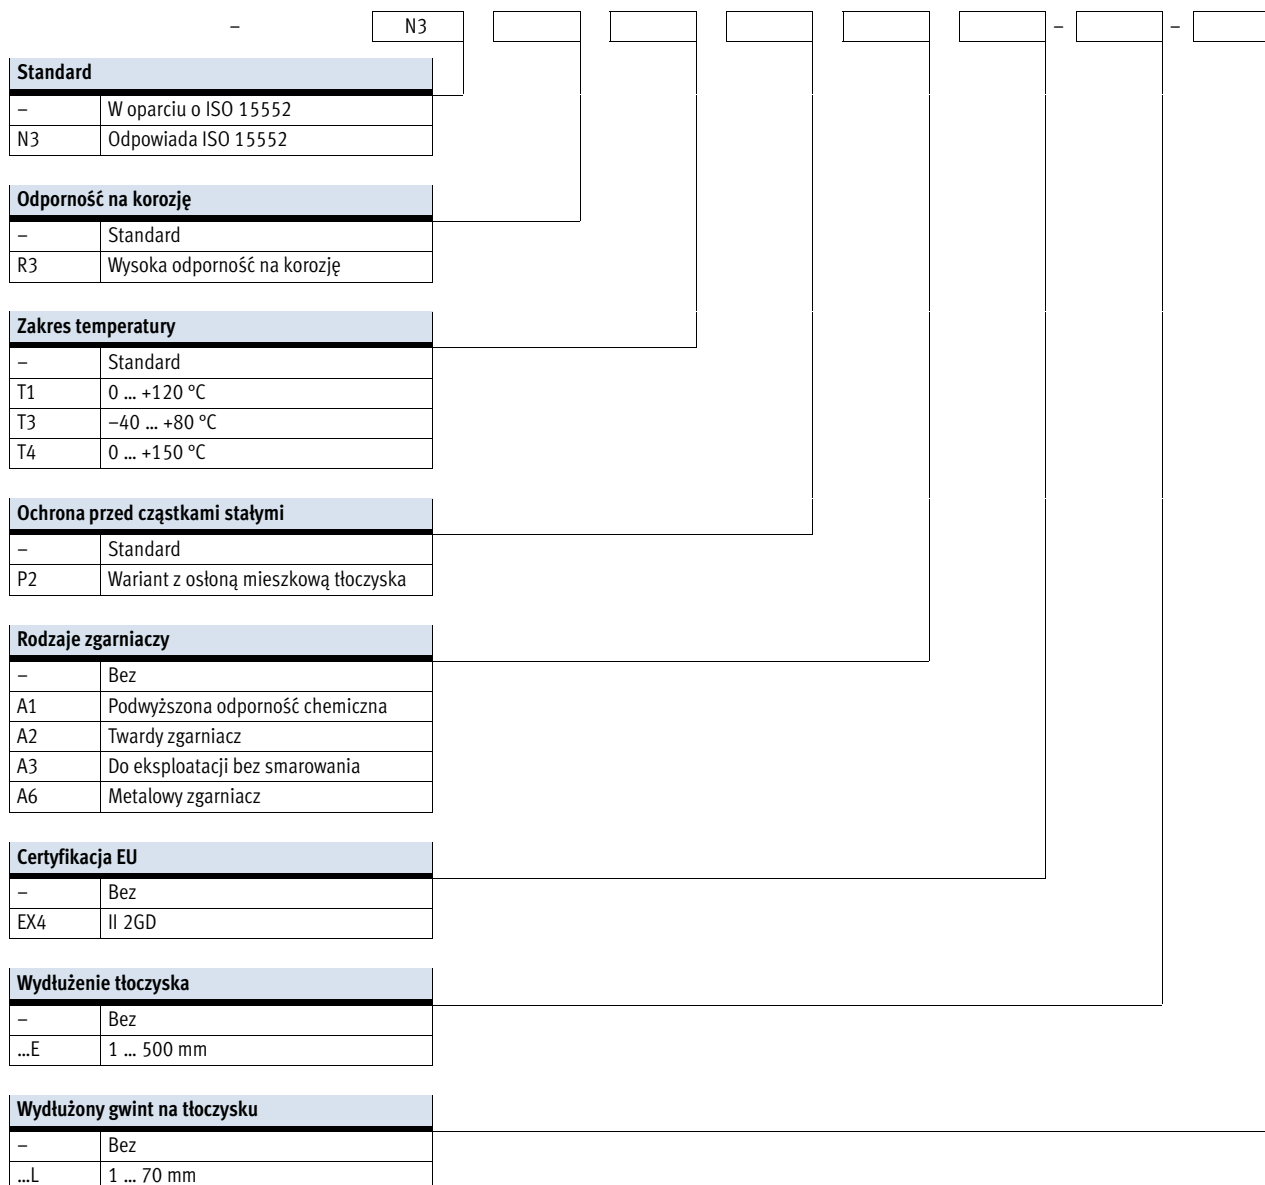 – N3 – –
Standard
– W oparciu o ISO 15552
N3 Odpowiada ISO 15552
Odporność na korozję
– Standard
R3 Wysoka odporność na korozję
Zakres temperatury
– Standard
T1 0 ... +120 °C
T3 –40 ... +80 °C
T4 0 ... +150 °C
Ochrona przed cząstkami stałymi
– Standard
P2 Wariant z osłoną mieszkową tłoczyska
Rodzaje zgarniaczy
– Bez
A1 Podwyższona odporność chemiczna
A2 Twardy zgarniacz
A3 Do eksploatacji bez smarowania
A6 Metalowy zgarniacz
Certyfikacja EU
– Bez
EX4 II 2GD
Wydłużenie tłoczyska
– Bez
...E 1 ... 500 mm
Wydłużony gwint na tłoczysku
– Bez
...L 1 ... 70 mm